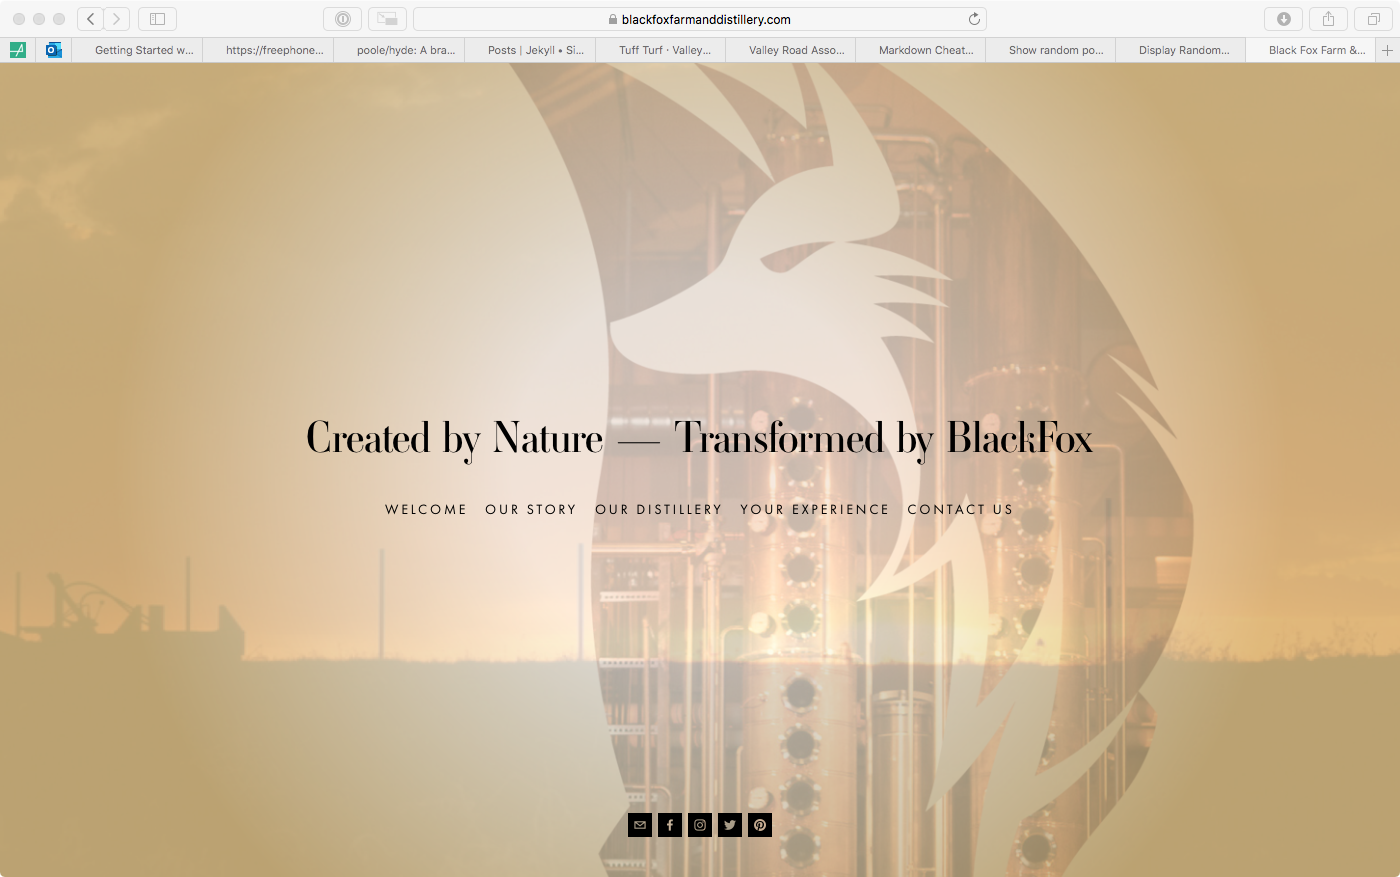 blackfoxfarmanddistillery.com
Getting Started w...
https://freephone...
poole/hyde: A bra...
Posts | Jekyll • Si...
Tuff Turf · Valley...
Valley Road Asso...
Markdown Cheat...
Show random po...
Display Random...
Black Fox Farm &...
Created by Nature — Transformed by BlackFox
WELCOME OUR STORY OUR DISTILLERY YOUR EXPERIENCE CONTACT US